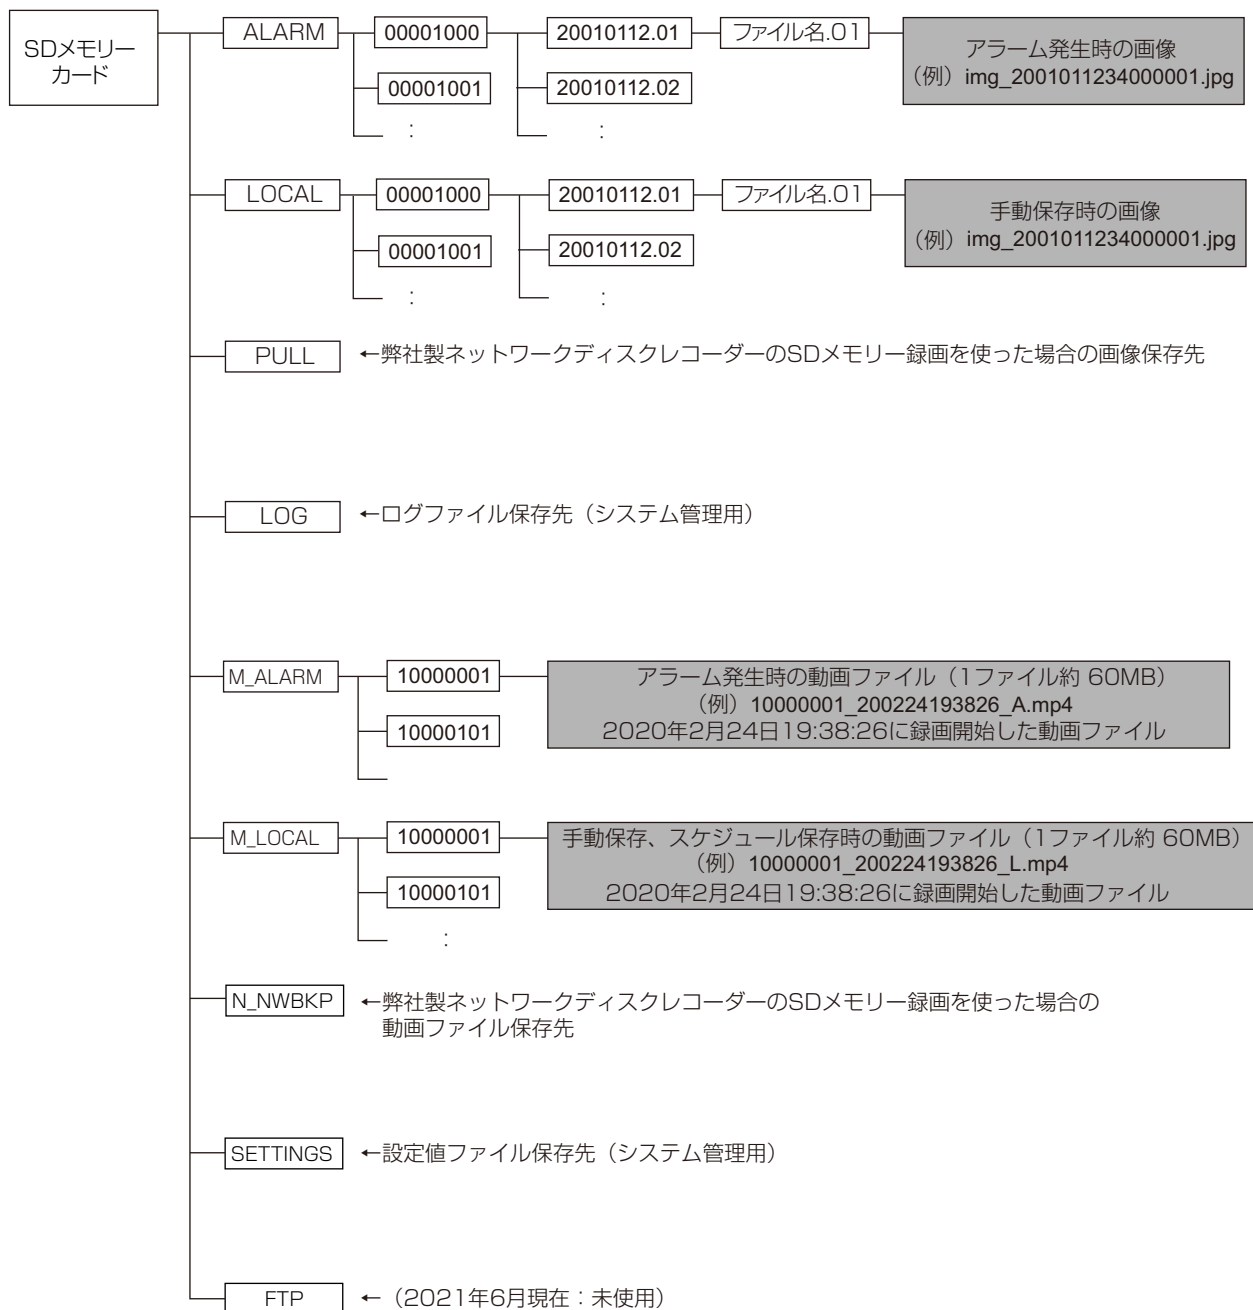 SDメモリー
カード
ALARM
00001000
20010112.01
ファイル名.01
アラーム発生時の画像
（例）img_2001011234000001.jpg
00001001
20010112.02
:
:
LOCAL
00001000
20010112.01
ファイル名.01
手動保存時の画像
（例）img_2001011234000001.jpg
00001001
20010112.02
:
:
PULL
←弊社製ネットワークディスクレコーダーのSDメモリー録画を使った場合の画像保存先
LOG
←ログファイル保存先（システム管理用）
M_ALARM
10000001
アラーム発生時の動画ファイル（1ファイル約 60MB）
（例）10000001_200224193826_A.mp4
2020年2月24日19:38:26に録画開始した動画ファイル
10000101
M_LOCAL
10000001
手動保存、スケジュール保存時の動画ファイル（1ファイル約 60MB）
（例）10000001_200224193826_L.mp4
2020年2月24日19:38:26に録画開始した動画ファイル
10000101
:
N_NWBKP
←弊社製ネットワークディスクレコーダーのSDメモリー録画を使った場合の
動画ファイル保存先
SETTINGS
←設定値ファイル保存先（システム管理用）
FTP
←（2021年6月現在：未使用）